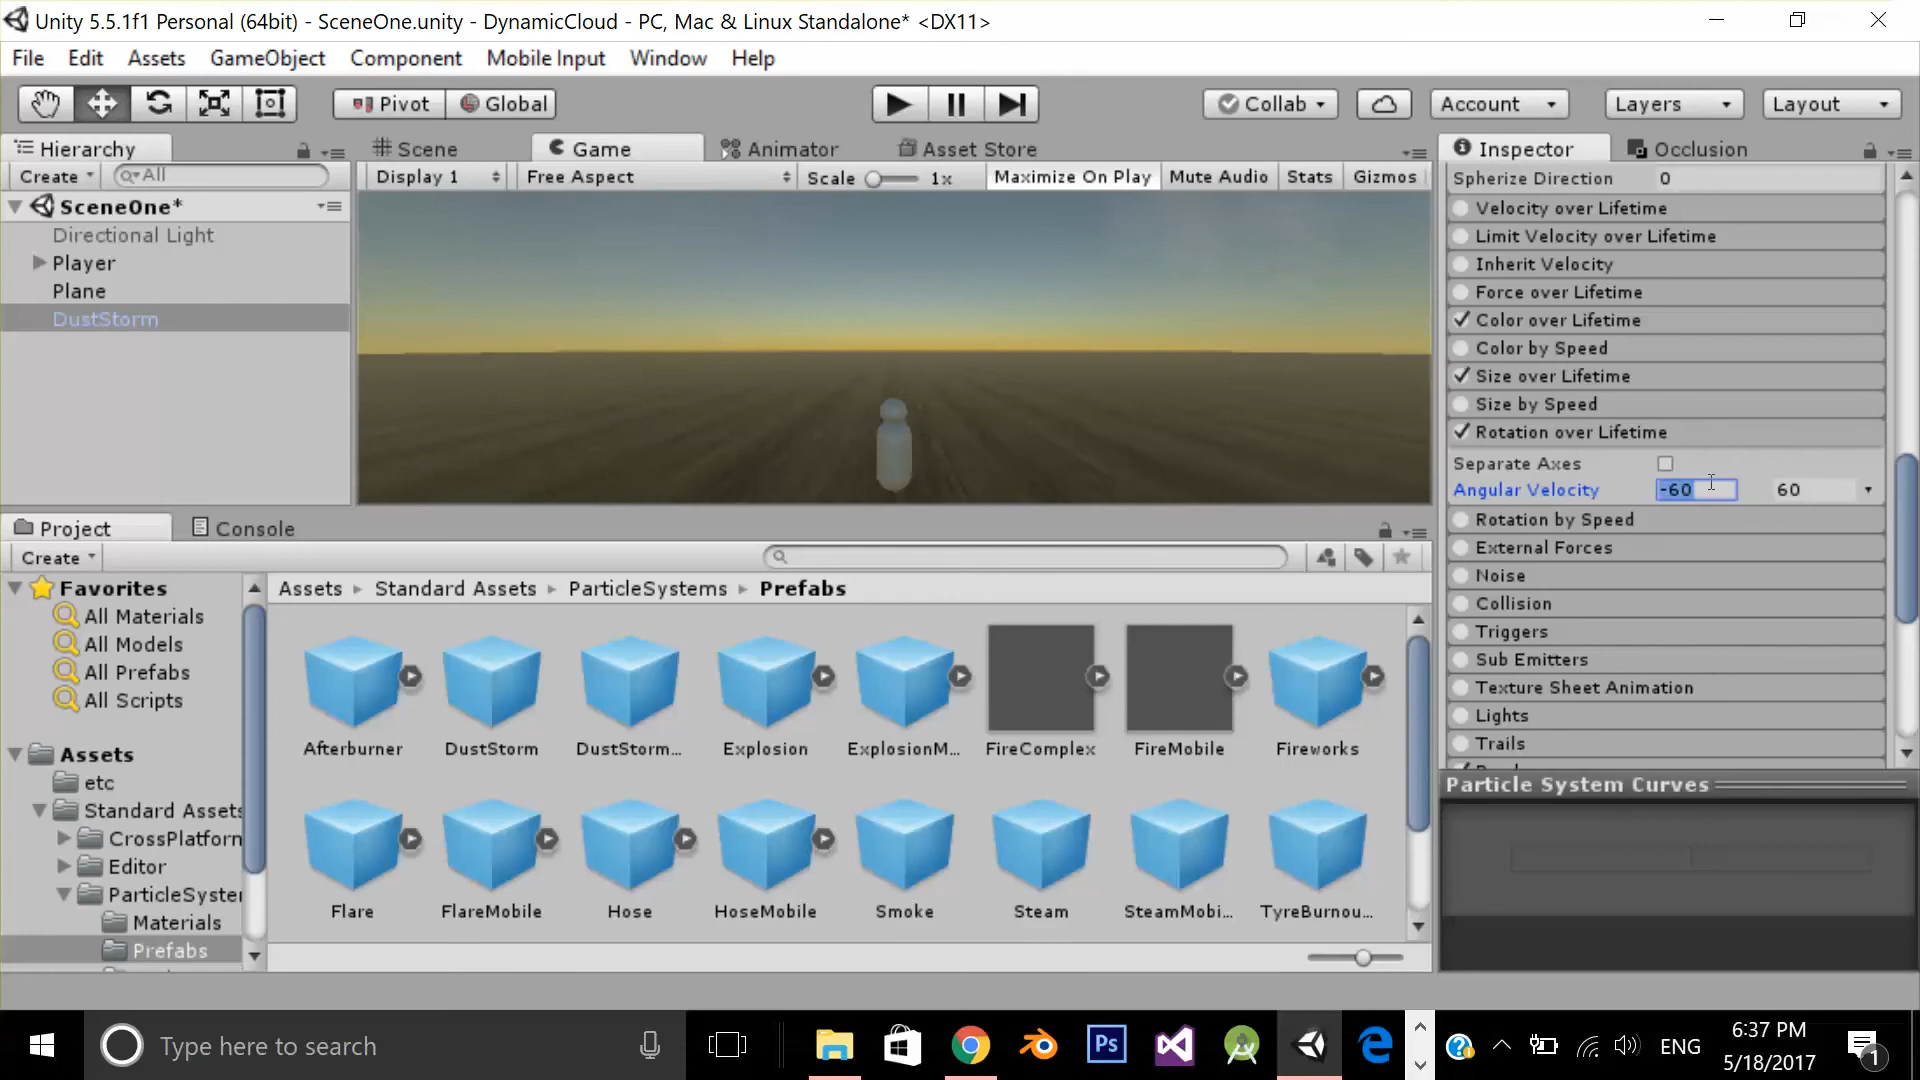 Unity 5.5.1f1 Personal (64bit) - SceneOne.unity - DynamicCloud - PC, Mac & Linux Standalone* <DX11>
File Edit Assets GameObject Component Mobile Input Window Help
Pivot Global Collab Account Layers Layout
Hierarchy
Create All
SceneOne*
Directional Light
Player
Plane
DustStorm
Scene Game Animator Asset Store
Display 1 Free Aspect Scale 1x Maximize On Play Mute Audio Stats Gizmos
Inspector Occlusion
Spherize Direction 0
Velocity over Lifetime
Limit Velocity over Lifetime
Inherit Velocity
Force over Lifetime
Color over Lifetime
Color by Speed
Size over Lifetime
Size by Speed
Rotation over Lifetime
Separate Axes
Angular Velocity -60 60
Rotation by Speed
External Forces
Noise
Collision
Triggers
Sub Emitters
Texture Sheet Animation
Lights
Trails
Particle System Curves
Project Console
Create
Favorites
All Materials
All Models
All Prefabs
All Scripts
Assets
etc
Standard Assets
CrossPlatform
Editor
ParticleSyste
Materials
Prefabs
Assets Standard Assets ParticleSystems Prefabs
Afterburner DustStorm DustStorm... Explosion ExplosionM... FireComplex FireMobile Fireworks
Flare FlareMobile Hose HoseMobile Smoke Steam SteamMobi... TyreBurnou...
Type here to search
Ps
ENG
6:37 PM
5/18/2017
1